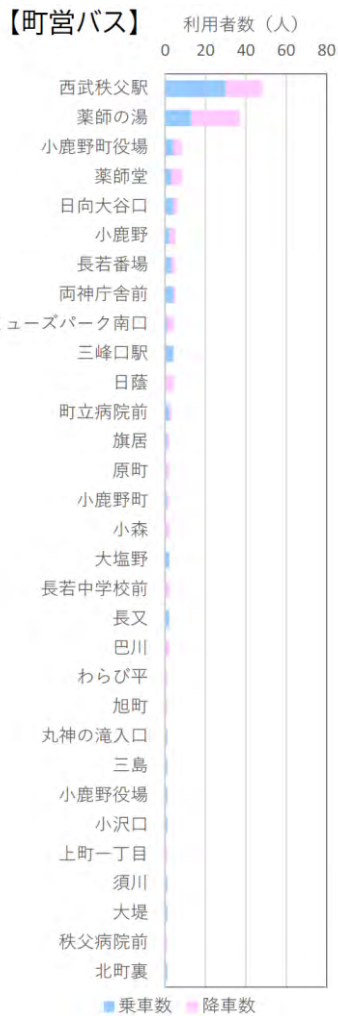 【町営バス】
利用者数（人）
0 20 40 60 80
西武秩父駅
薬師の湯
小鹿野町役場
薬師堂
日向大谷口
小鹿野
長若番場
両神庁舎前
ューズパーク南口
三峰口駅
日蔭
町立病院前
旗居
原町
小鹿野町
小森
大塩野
長若中学校前
長又
巴川
わらび平
旭町
丸神の滝入口
三島
小鹿野役場
小沢口
上町一丁目
須川
大堤
秩父病院前
北町裏
乗車数 降車数